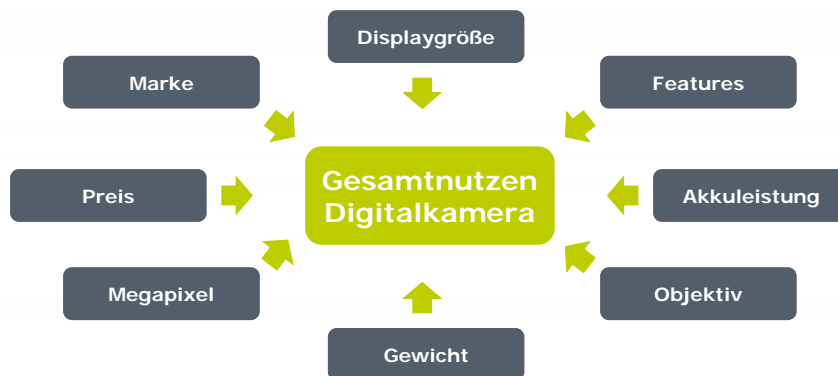 Displaygröße
Marke
Features
Gesamtnutzen
Digitalkamera
Preis
Akkuleistung
Megapixel
Objektiv
Gewicht